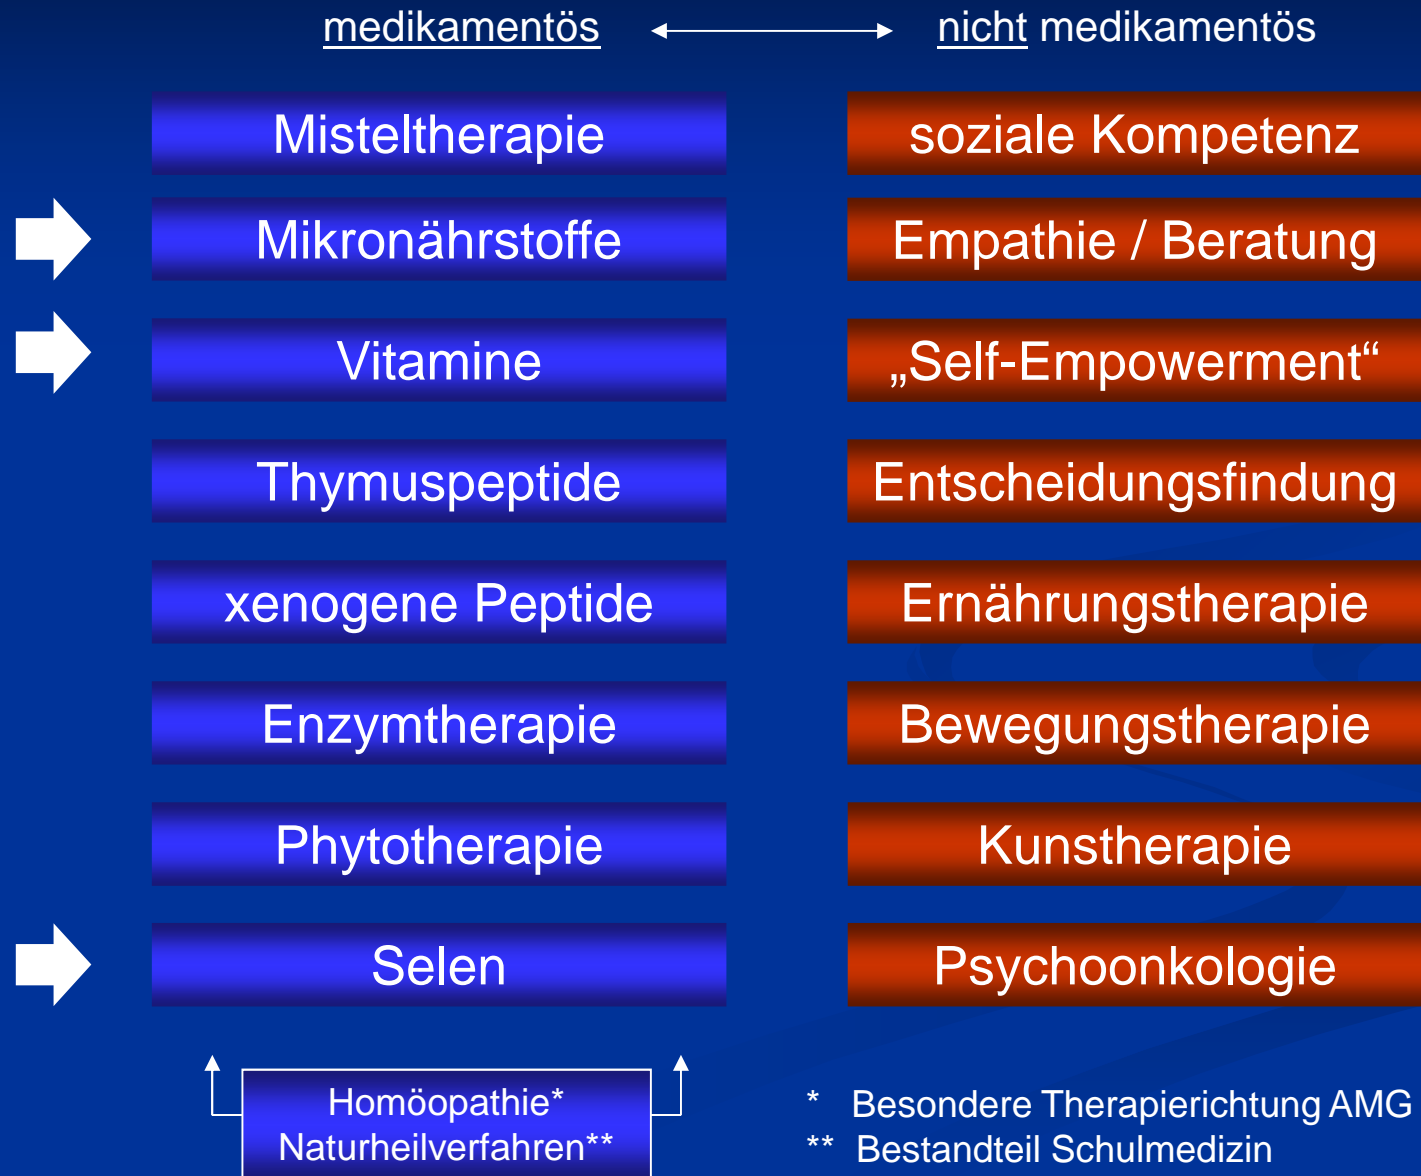 medikamentös
nicht medikamentös
Misteltherapie
soziale Kompetenz
Mikronährstoffe
Empathie / Beratung
Vitamine
„Self-Empowerment“
Thymuspeptide
Entscheidungsfindung
xenogene Peptide
Ernährungstherapie
Enzymtherapie
Bewegungstherapie
Phytotherapie
Kunstherapie
Selen
Psychoonkologie
Homöopathie*
Naturheilverfahren**
* Besondere Therapierichtung AMG
** Bestandteil Schulmedizin